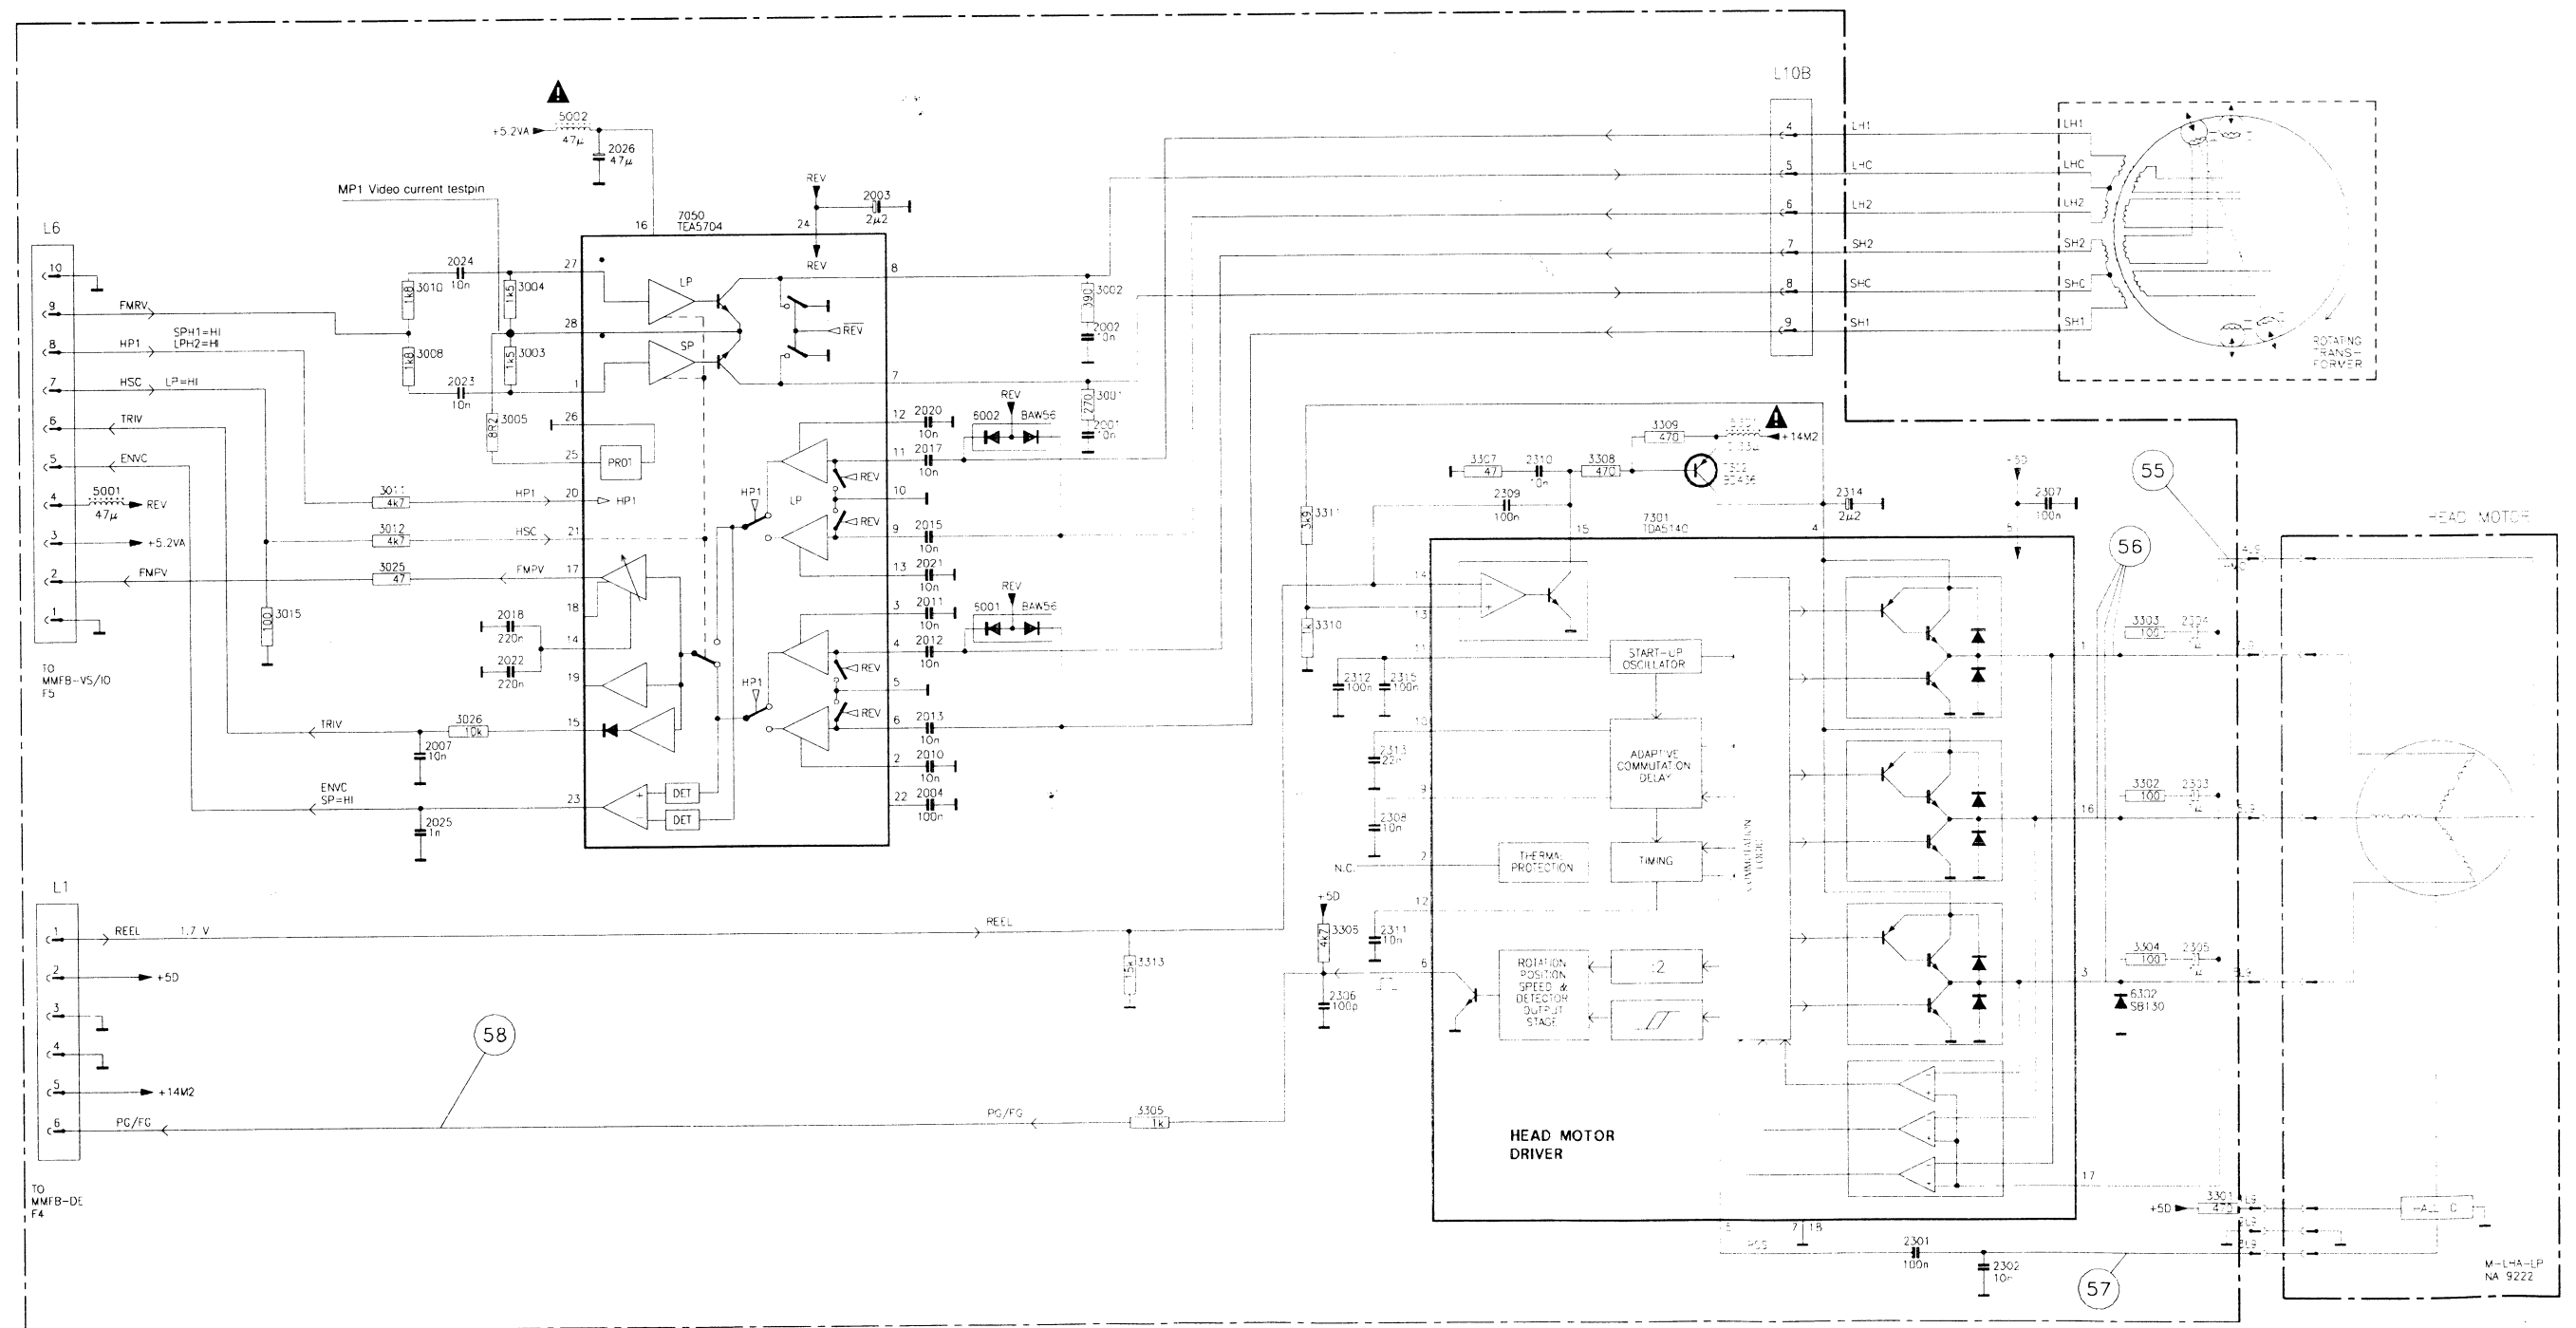 L10B
5002
+5.2VA
47µ
2026
47µ
MP1 Video current testpin
REV
2003
2µ2
7050
TEA5704
16
24
REV
L6
10
9
FMRV
8
HP1
SPH1=HI
LPH2=HI
7
HSC
LP=HI
6
TRIV
5
ENVC
4
5001
47µ
REV
3
+5.2VA
2
FMPV
1
TO
MMFB-VS/IO
F5
2024
10n
3010
1k8
3004
1k5
3008
1k8
3003
1k5
2023
10n
3005
8R2
27
28
1
26
25
LP
SP
REV
PROT
3011
4k7
HP1
20
HP1
3012
4k7
HSC
21
3025
47
FMPV
17
3015
100
2018
220n
2022
220n
18
14
19
15
TRIV
3026
10k
2007
10n
ENVC
SP=HI
2025
1n
23
DET
DET
HP1
LP
HP1
REV
REV
REV
REV
8
7
12
2020
10n
11
2017
10n
10
9
2015
10n
13
2021
10n
3
2011
10n
4
2012
10n
5
6
2013
10n
2
2010
10n
22
2004
100n
REV
6002
BAW56
REV
5001
BAW56
3002
390
2002
10n
3001
270
2001
10n
4
LH1
LH1
5
LHC
LHC
6
LH2
LH2
7
SH2
SH2
8
SHC
SHC
9
SH1
SH1
ROTATING
TRANS-
FORMER
3309
470
+14M2
3307
47
2310
10n
3308
470
2309
100n
2314
2µ2
+5D
2307
100n
3311
3k9
3310
1k
7301
TDA5140
15
4
14
13
11
10
9
2
12
6
55
56
HEAD MOTOR
START-UP
OSCILLATOR
2312
100n
2315
100n
ADAPTIVE
COMMUTATION
DELAY
2313
22n
2308
10n
THERMAL
PROTECTION
N.C.
TIMING
COMMUTATION
LOGIC
2311
10n
+5D
3305
4k7
2306
100p
ROTATION
POSITION
SPEED &
DETECTOR
OUTPUT
STAGE
:2
1
16
3
17
3303
100
2304
3302
100
2303
3304
100
2305
6302
SB130
HEAD MOTOR
DRIVER
7
18
POS
2301
100n
2302
10n
57
+5D
3301
470
M-LHA-LP
NA 9222
L1
1
REEL
1.7 V
REEL
2
+5D
3
4
5
+14M2
6
PG/FG
58
PG/FG
3305
1k
3313
15k
TO
MMFB-DE
F4